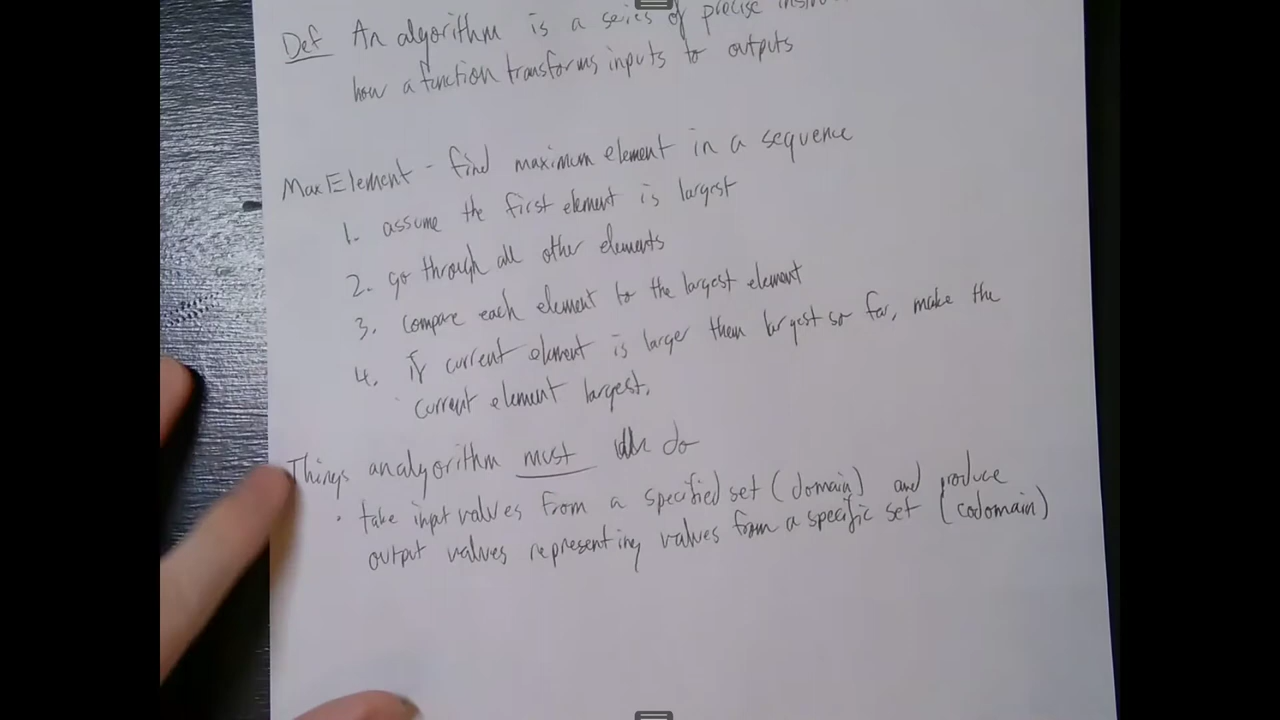 Def An algorithm is a series of precise
how a function transforms inputs to outputs
MaxElement - find maximum element in a sequence
1. assume the first element is largest
2. go through all other elements
3. compare each element to the largest element
4. if current element is larger then largest so far, make the
current element largest.
Things an algorithm must do
• take input values from a specified set (domain) and produce
output values representing values from a specific set (codomain)